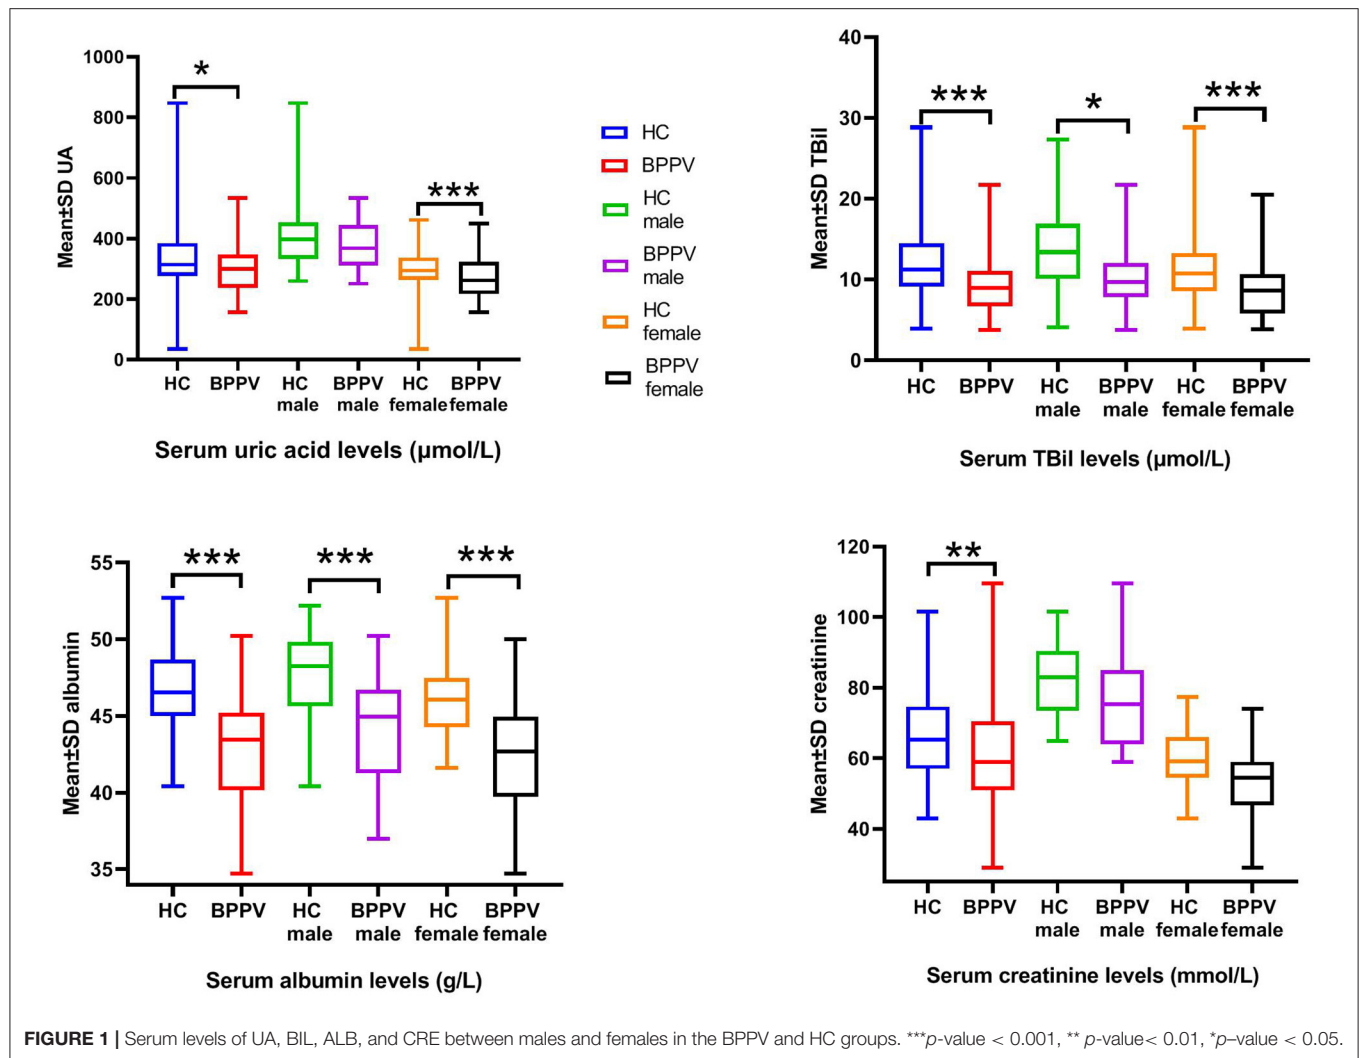 1000
800
600
400
200
0
Mean±SD UA
*
***
HC
BPPV
HC male
BPPV male
HC female
BPPV female
Serum uric acid levels (µmol/L)
HC
BPPV
HC
male
BPPV
male
HC
female
BPPV
female
40
30
20
10
0
Mean±SD TBil
***
*
***
HC
BPPV
HC male
BPPV male
HC female
BPPV female
Serum TBil levels (µmol/L)
55
50
45
40
35
Mean±SD albumin
***
***
***
HC
BPPV
HC male
BPPV male
HC female
BPPV female
Serum albumin levels (g/L)
120
100
80
60
40
Mean±SD creatinine
**
HC
BPPV
HC male
BPPV male
HC female
BPPV female
Serum creatinine levels (mmol/L)
FIGURE 1 | Serum levels of UA, BIL, ALB, and CRE between males and females in the BPPV and HC groups. ***p-value < 0.001, ** p-value< 0.01, *p–value < 0.05.